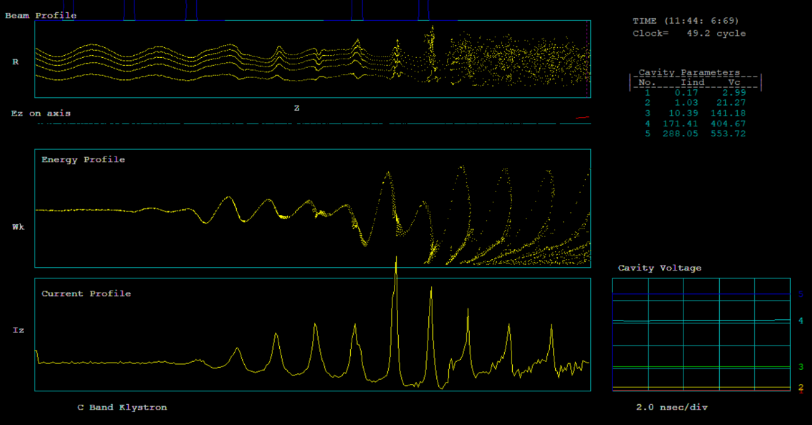 Beam Profile
R
Z
Ez on axis
Energy Profile
Wk
Current Profile
Iz
C Band Klystron
TIME (11:44: 6:69)
Clock= 49.2 cycle
Cavity Parameters
No. Iind Vc
1 0.17 2.99
2 1.03 21.27
3 10.39 141.18
4 171.41 404.67
5 288.05 553.72
Cavity Voltage
5
4
3
2
2.0 nsec/div